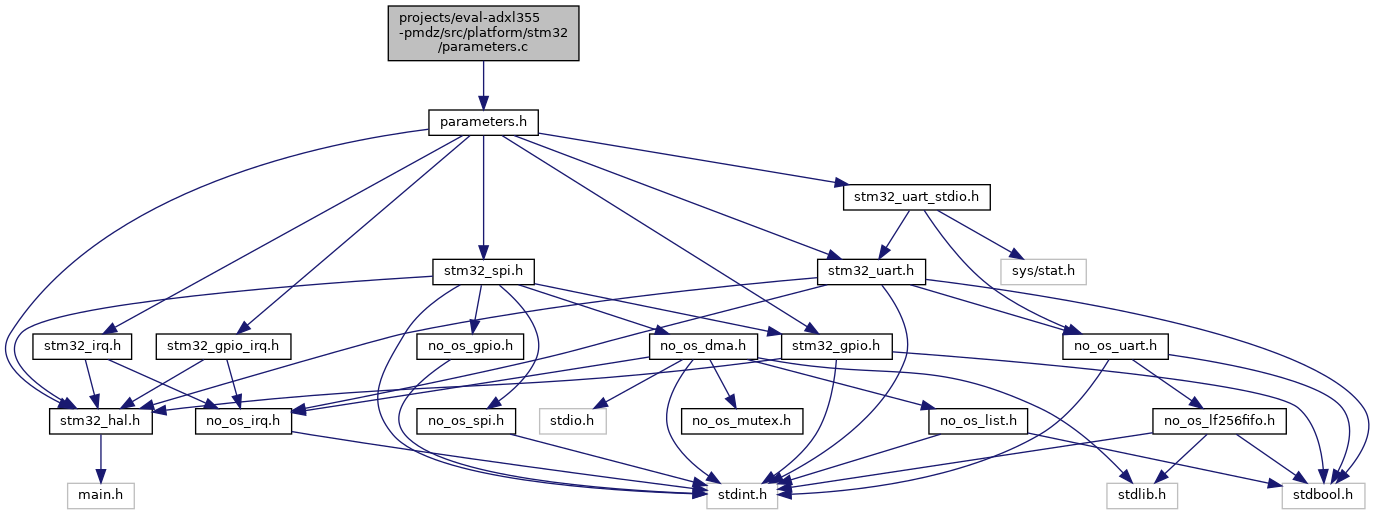 projects/eval-adxl355
-pmdz/src/platform/stm32
/parameters.c
parameters.h
stm32_uart_stdio.h
stm32_spi.h
stm32_uart.h
sys/stat.h
stm32_irq.h
stm32_gpio_irq.h
no_os_gpio.h
no_os_dma.h
stm32_gpio.h
no_os_uart.h
stm32_hal.h
no_os_irq.h
no_os_spi.h
stdio.h
no_os_mutex.h
no_os_list.h
no_os_lf256fifo.h
main.h
stdint.h
stdlib.h
stdbool.h